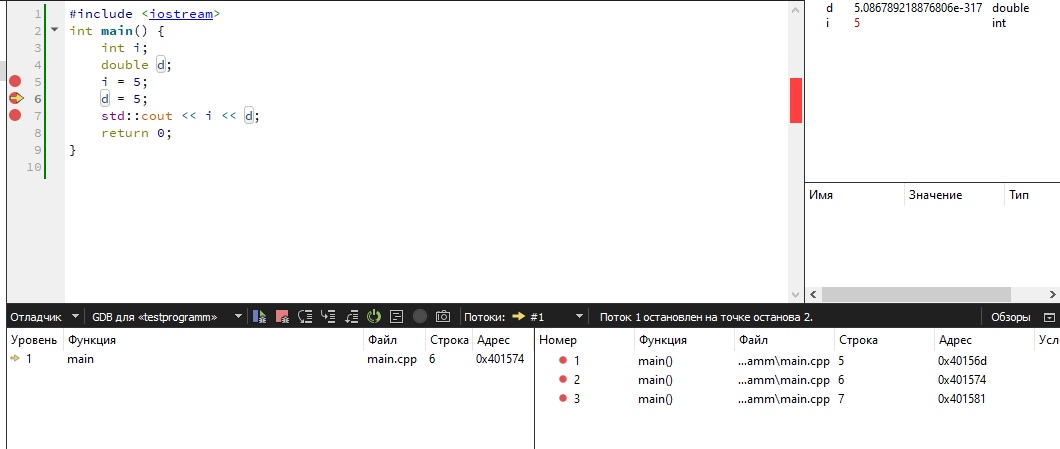 1 #include <iostream>
2 int main() {
3 int i;
4 double d;
5 i = 5;
6 d = 5;
7 std::cout << i << d;
8 return 0;
9 }
10
d 5.086789218876806e-317 double
i 5 int
Имя Значение Тип
Отладчик GDB для «testprogramm» Потоки: #1 Поток 1 остановлен на точке останова 2. Обзоры
Уровень Функция Файл Строка Адрес
1 main main.cpp 6 0x401574
Номер Функция Файл Строка Адрес Усл
1 main() ...amm\main.cpp 5 0x40156d
2 main() ...amm\main.cpp 6 0x401574
3 main() ...amm\main.cpp 7 0x401581